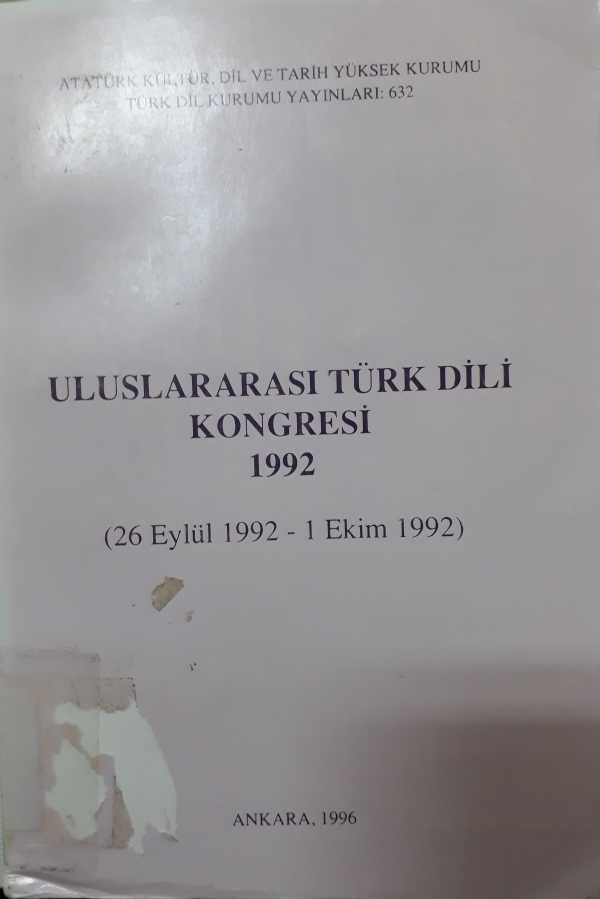 ATATÜRK KÜLTÜR, DİL VE TARİH YÜKSEK KURUMU
TÜRK DİL KURUMU YAYINLARI: 632
ULUSLARARASI TÜRK DİLİ
KONGRESİ
1992
(26 Eylül 1992 - 1 Ekim 1992)
ANKARA, 1996